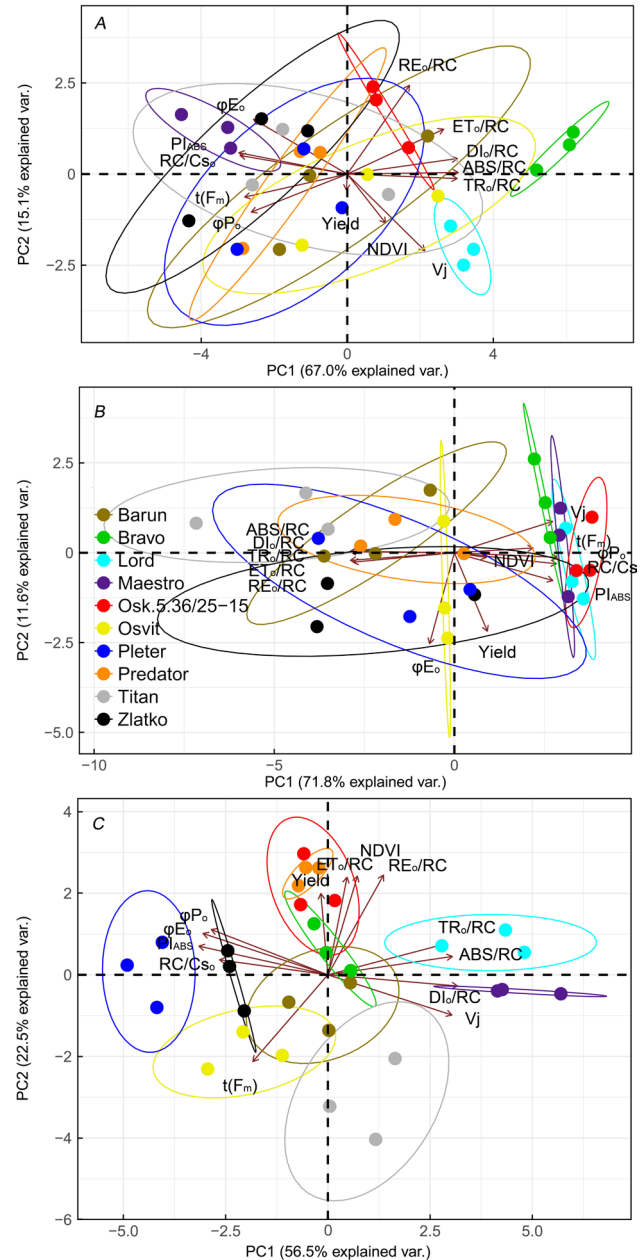 A
REₒ/RC
φEₒ
ETₒ/RC
PI_ABS
DIₒ/RC
RC/Csₒ
ABS/RC
TRₒ/RC
t(Fₘ)
φPₒ
Yield
NDVI
Vj
2.5
0
−2.5
PC2 (15.1% explained var.)
−4 0 4
PC1 (67.0% explained var.)
B
Barun
Bravo
Lord
Maestro
Osk.5.36/25−15
Osvit
Pleter
Predator
Titan
Zlatko
ABS/RC
DIₒ/RC
TRₒ/RC
ETₒ/RC
REₒ/RC
Vj
t(Fₘ)
φPₒ
NDVI
RC/Cs
PI_ABS
φEₒ
Yield
2.5
0
−2.5
−5.0
PC2 (11.6% explained var.)
−10 −5 0
PC1 (71.8% explained var.)
C
NDVI
ETₒ/RC
REₒ/RC
Yield
φPₒ
φEₒ
PI_ABS
RC/Csₒ
TRₒ/RC
ABS/RC
DIₒ/RC
Vj
t(Fₘ)
4
2
0
−2
−4
−6
PC2 (22.5% explained var.)
−5.0 −2.5 0 2.5 5.0
PC1 (56.5% explained var.)